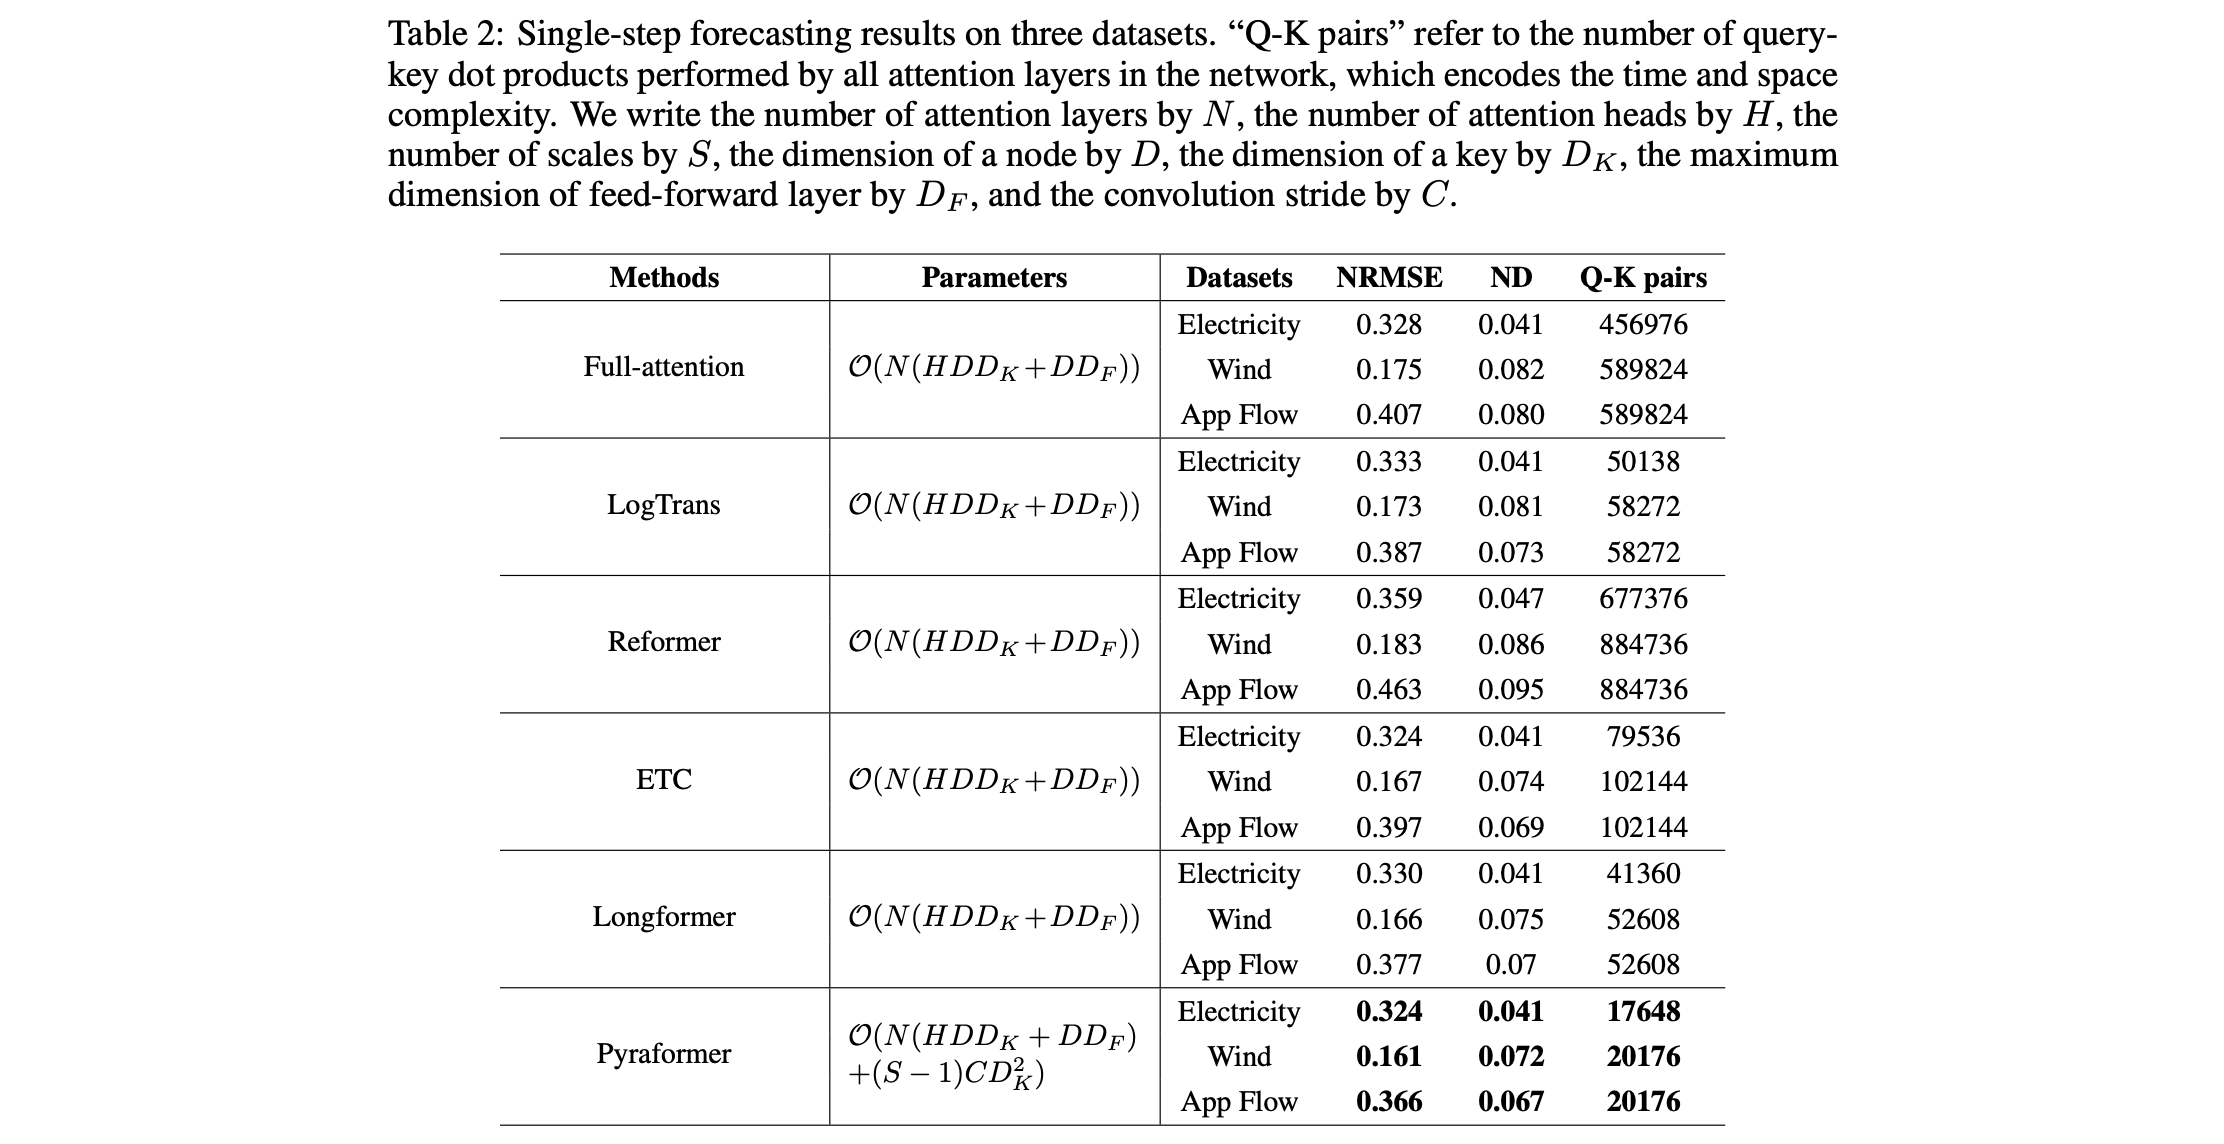 Table 2: Single-step forecasting results on three datasets. “Q-K pairs” refer to the number of query-
key dot products performed by all attention layers in the network, which encodes the time and space
complexity. We write the number of attention layers by N, the number of attention heads by H, the
number of scales by S, the dimension of a node by D, the dimension of a key by D_K, the maximum
dimension of feed-forward layer by D_F, and the convolution stride by C.
Methods Parameters Datasets NRMSE ND Q-K pairs
Electricity 0.328 0.041 456976
Full-attention O(N(HDD_K+DD_F)) Wind 0.175 0.082 589824
App Flow 0.407 0.080 589824
Electricity 0.333 0.041 50138
LogTrans O(N(HDD_K+DD_F)) Wind 0.173 0.081 58272
App Flow 0.387 0.073 58272
Electricity 0.359 0.047 677376
Reformer O(N(HDD_K+DD_F)) Wind 0.183 0.086 884736
App Flow 0.463 0.095 884736
Electricity 0.324 0.041 79536
ETC O(N(HDD_K+DD_F)) Wind 0.167 0.074 102144
App Flow 0.397 0.069 102144
Electricity 0.330 0.041 41360
Longformer O(N(HDD_K+DD_F)) Wind 0.166 0.075 52608
App Flow 0.377 0.07 52608
Electricity 0.324 0.041 17648
Pyraformer O(N(HDD_K + DD_F) +(S − 1)CD_K^2) Wind 0.161 0.072 20176
App Flow 0.366 0.067 20176